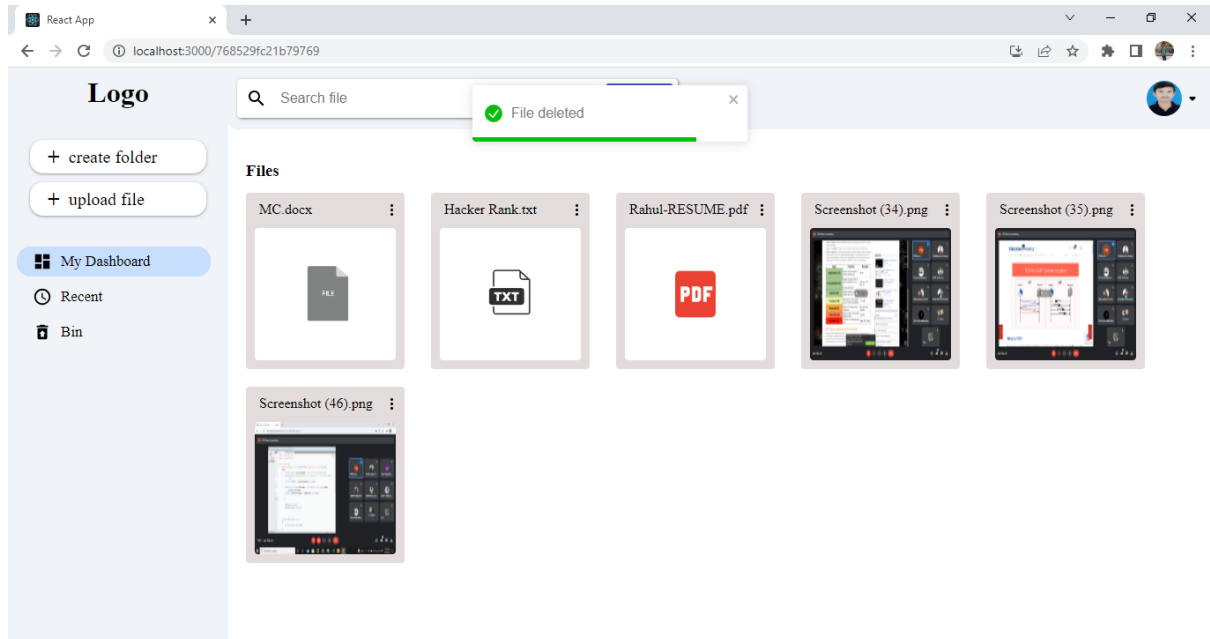 React App
localhost:3000/768529fc21b79769
Logo
Search file
File deleted
+ create folder
+ upload file
My Dashboard
Recent
Bin
Files
MC.docx
Hacker Rank.txt
Rahul-RESUME.pdf
Screenshot (34).png
Screenshot (35).png
FILE
TXT
PDF
Screenshot (46).png